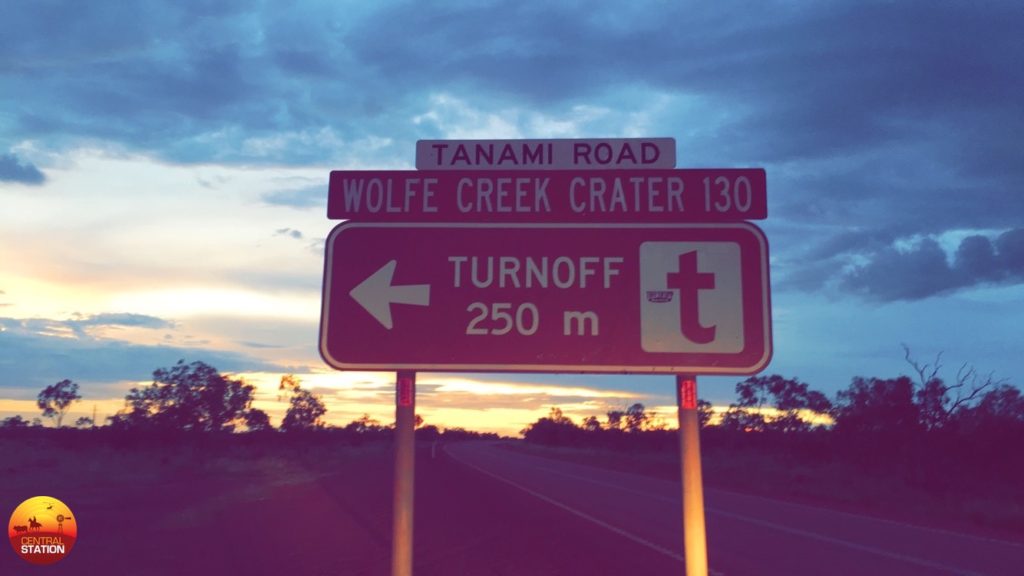 TANAMI ROAD
WOLFE CREEK CRATER 130
TURNOFF
250 m
t
CENTRAL
STATION